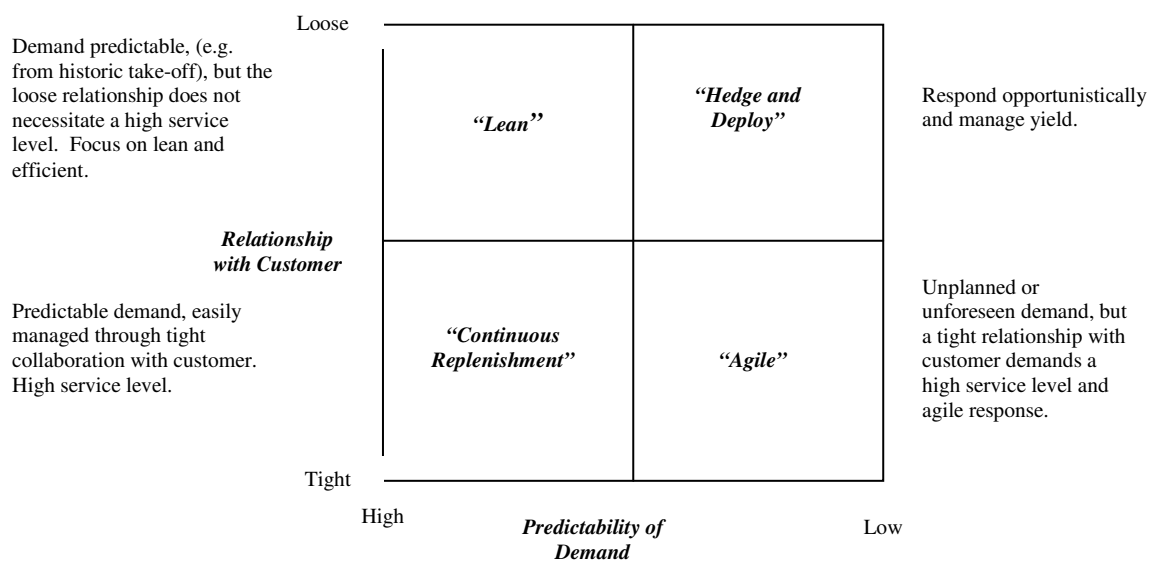 Loose
Demand predictable, (e.g.
from historic take-off), but the
loose relationship does not
necessitate a high service
level.  Focus on lean and
efficient.
“Lean”
“Hedge and
Deploy”
Respond opportunistically
and manage yield.
Relationship
with Customer
Predictable demand, easily
managed through tight
collaboration with customer.
High service level.
“Continuous
Replenishment”
“Agile”
Unplanned or
unforeseen demand, but
a tight relationship with
customer demands a
high service level and
agile response.
Tight
High
Predictability of
Demand
Low